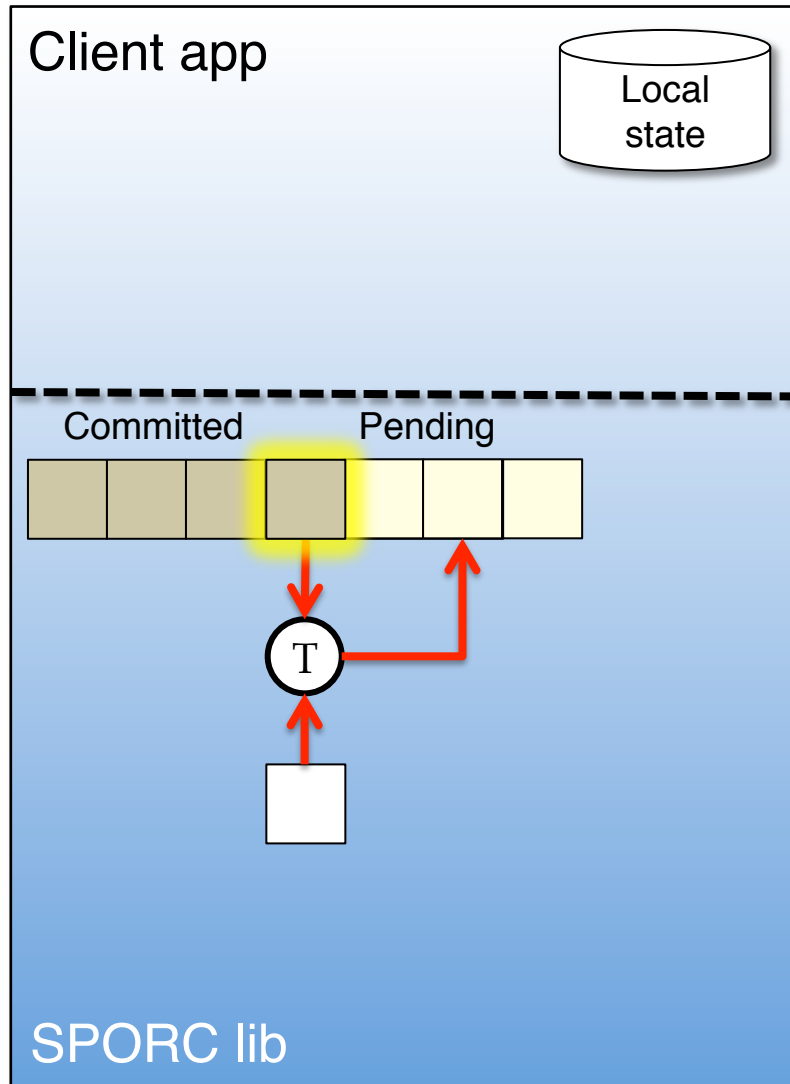 Client app
Local
state
Committed
Pending
T
SPORC lib